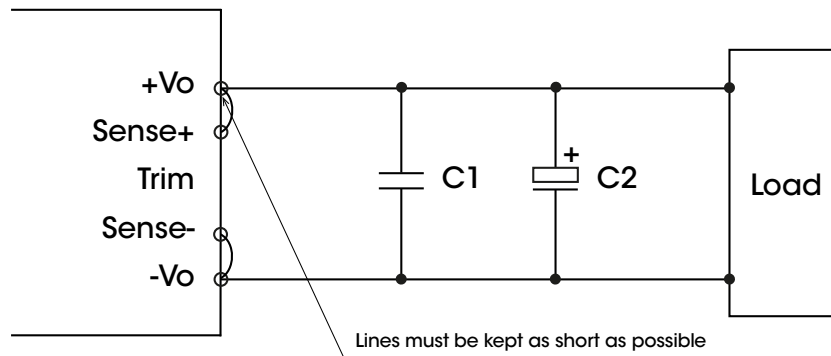 +Vo
Sense+
Trim
Sense-
-Vo
C1
+
C2
Load
Lines must be kept as short as possible